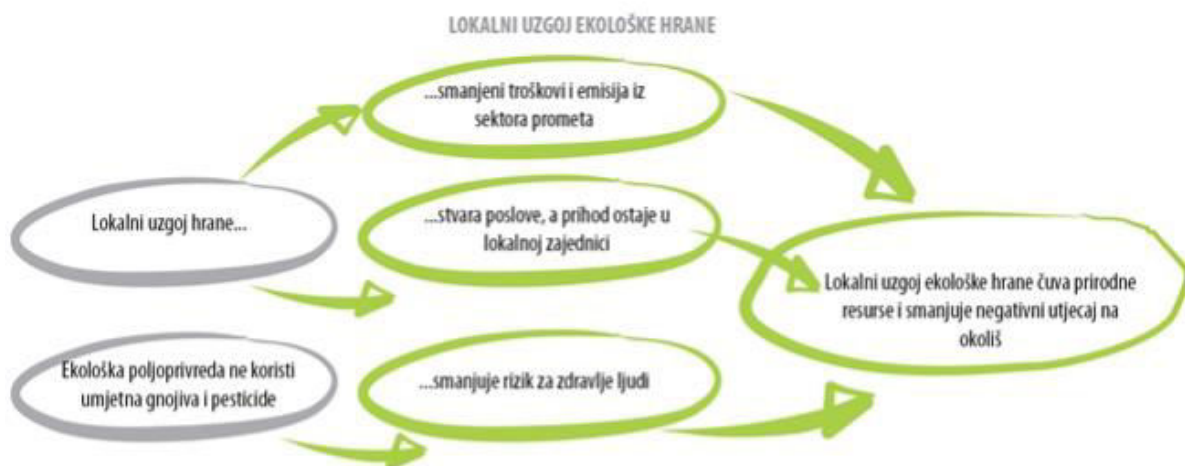 LOKALNI UZGOJ EKOLOŠKE HRANE
...smanjeni troškovi i emisija iz
sektora prometa
Lokalni uzgoj hrane...
...stvara poslove, a prihod ostaje u
lokalnoj zajednici
Lokalni uzgoj ekološke hrane čuva prirodne
resurse i smanjuje negativni utjecaj na
okoliš
Ekološka poljoprivreda ne koristi
umjetna gnojiva i pesticide
...smanjuje rizik za zdravlje ljudi